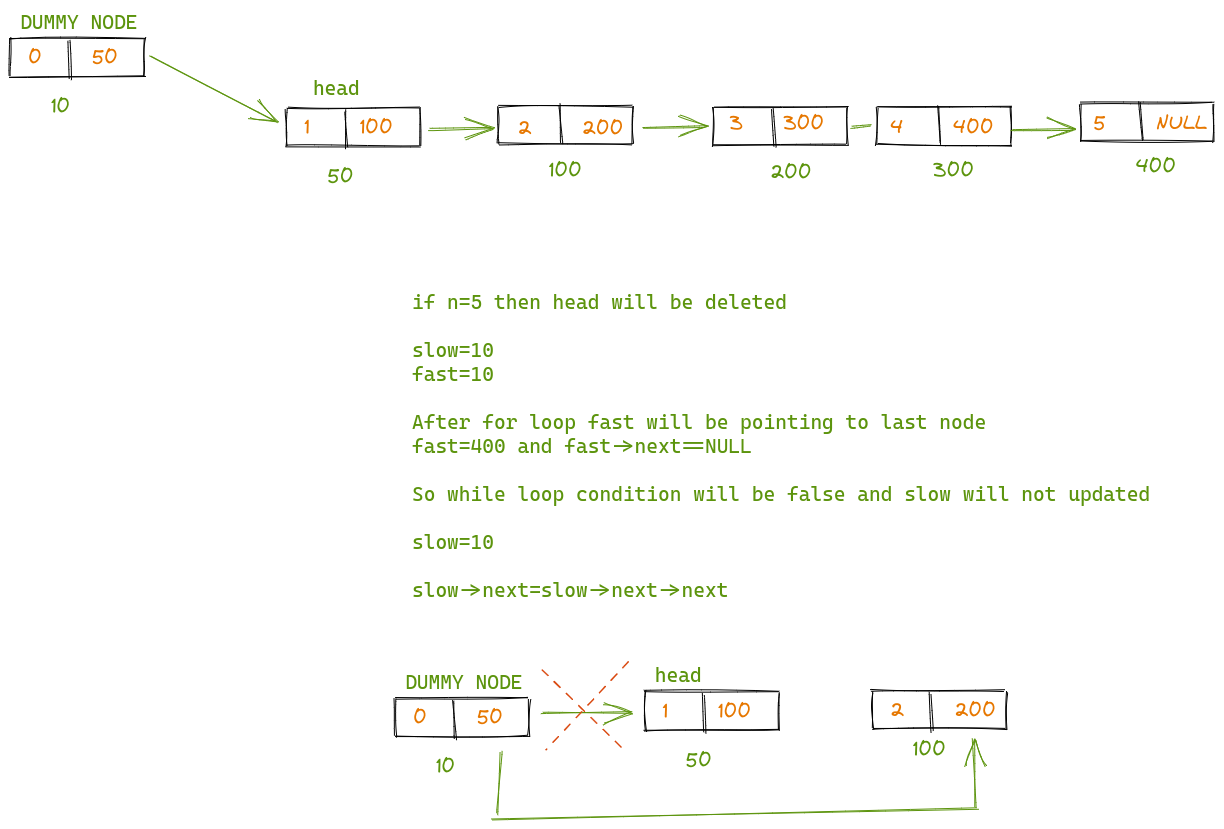 DUMMY NODE
0 50
10
head
1 100
50
2 200
100
3 300
200
4 400
300
5 NULL
400
if n=5 then head will be deleted
slow=10
fast=10
After for loop fast will be pointing to last node
fast=400 and fast->next==NULL
So while loop condition will be false and slow will not updated
slow=10
slow->next=slow->next->next
DUMMY NODE
0 50
10
head
1 100
50
2 200
100